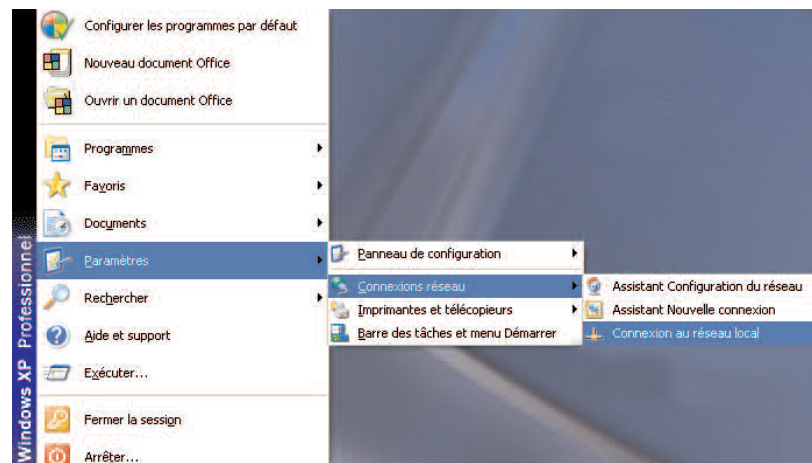 Configurer les programmes par défaut
Nouveau document Office
Ouvrir un document Office
Programmes
Favoris
Documents
Paramètres
Rechercher
Aide et support
Exécuter...
Fermer la session
Arrêter...
Windows XP Professionnel
Panneau de configuration
Connexions réseau
Imprimantes et télécopieurs
Barre des tâches et menu Démarrer
Assistant Configuration du réseau
Assistant Nouvelle connexion
Connexion au réseau local